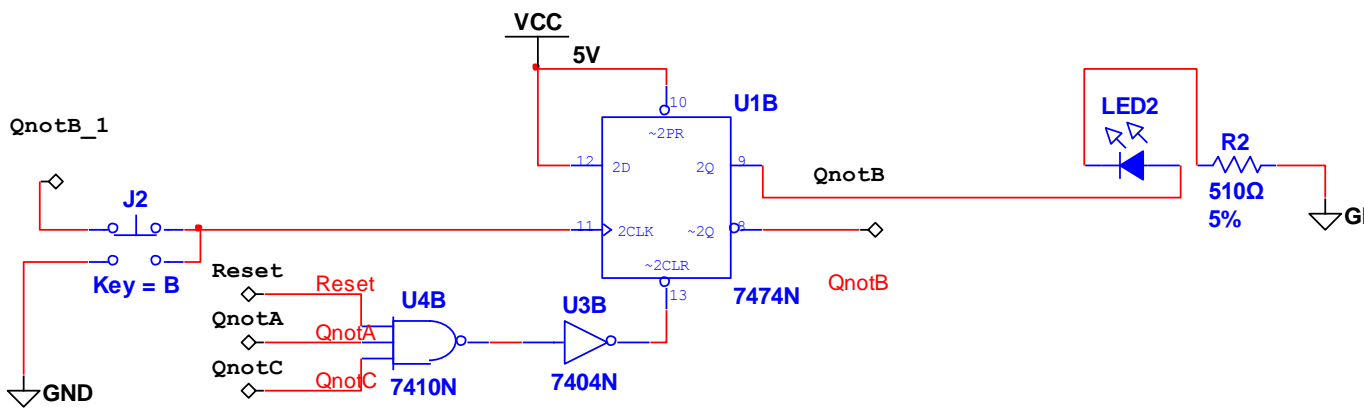 VCC
5V
10
U1B
~2PR
QnotB_1
12
2D
2Q
9
QnotB
LED2
R2
510Ω
5%
J2
11
2CLK
~2Q
8
Key = B
~2CLR
QnotB
Reset
Reset
U4B
U3B
13
7474N
QnotA
QnotA
QnotC
QnotC
7410N
7404N
GND